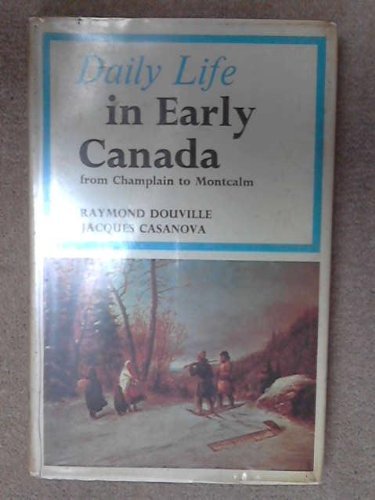 Daily Life
in Early
Canada
from Champlain to Montcalm
RAYMOND DOUVILLE
JACQUES CASANOVA